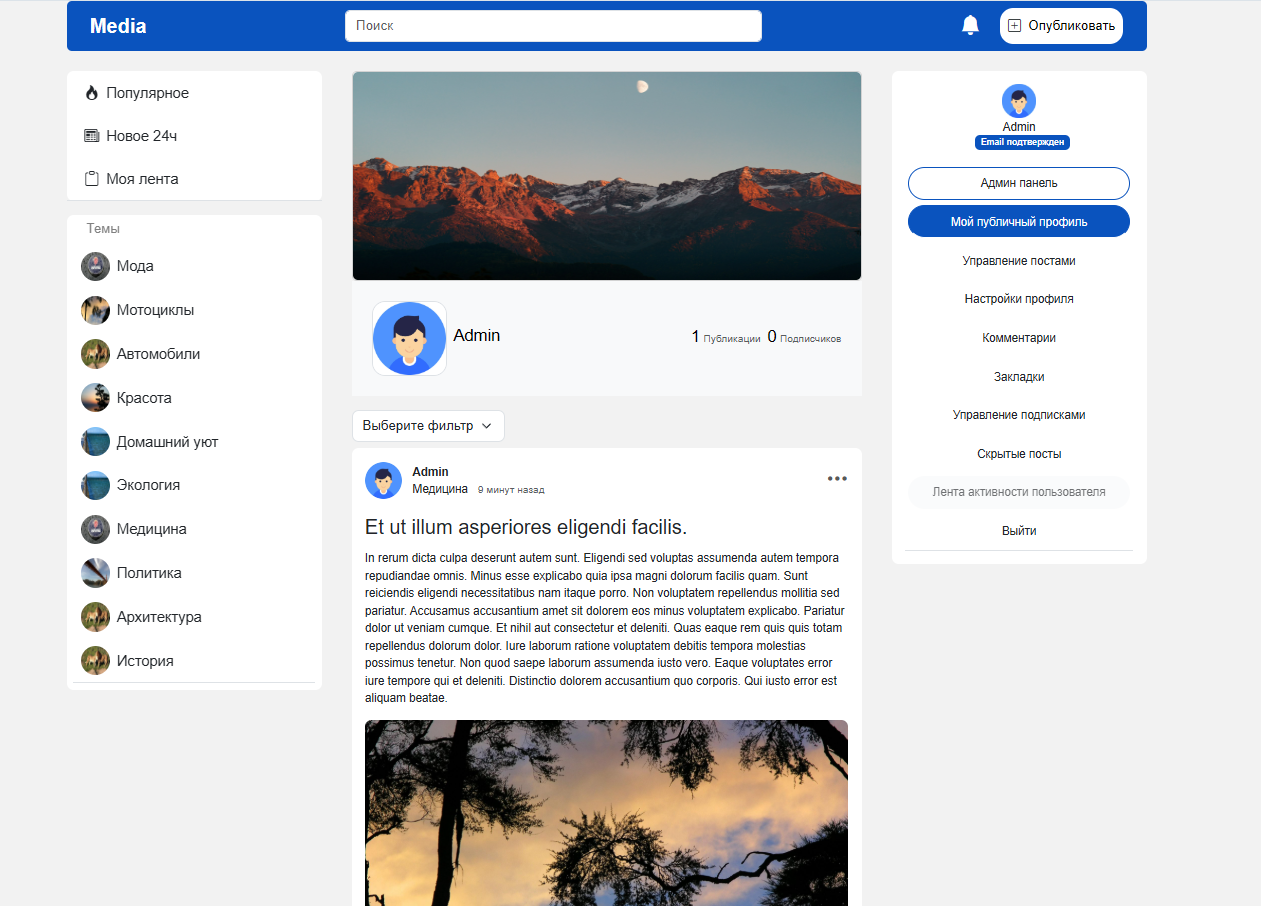 Media
Поиск
Опубликовать
Популярное
Новое 24ч
Моя лента
Темы
Мода
Мотоциклы
Автомобили
Красота
Домашний уют
Экология
Медицина
Политика
Архитектура
История
Admin
1 Публикации 0 Подписчиков
Выберите фильтр
Admin
Медицина 9 минут назад
Et ut illum asperiores eligendi facilis.
In rerum dicta culpa deserunt autem sunt. Eligendi sed voluptas assumenda autem tempora
repudiandae omnis. Minus esse explicabo quia ipsa magni dolorum facilis quam. Sunt
reiciendis eligendi necessitatibus nam itaque porro. Non voluptatem repellendus mollitia sed
pariatur. Accusamus accusantium amet sit dolorem eos minus voluptatem explicabo. Pariatur
dolor ut veniam cumque. Et nihil aut consectetur et deleniti. Quas eaque rem quis quis totam
repellendus dolorum dolor. Iure laborum ratione voluptatem debitis tempora molestias
possimus tenetur. Non quod saepe laborum assumenda iusto vero. Eaque voluptates error
iure tempore qui et deleniti. Distinctio dolorem accusantium quo corporis. Qui iusto error est
aliquam beatae.
Admin
Email подтвержден
Админ панель
Мой публичный профиль
Управление постами
Настройки профиля
Комментарии
Закладки
Управление подписками
Скрытые посты
Лента активности пользователя
Выйти